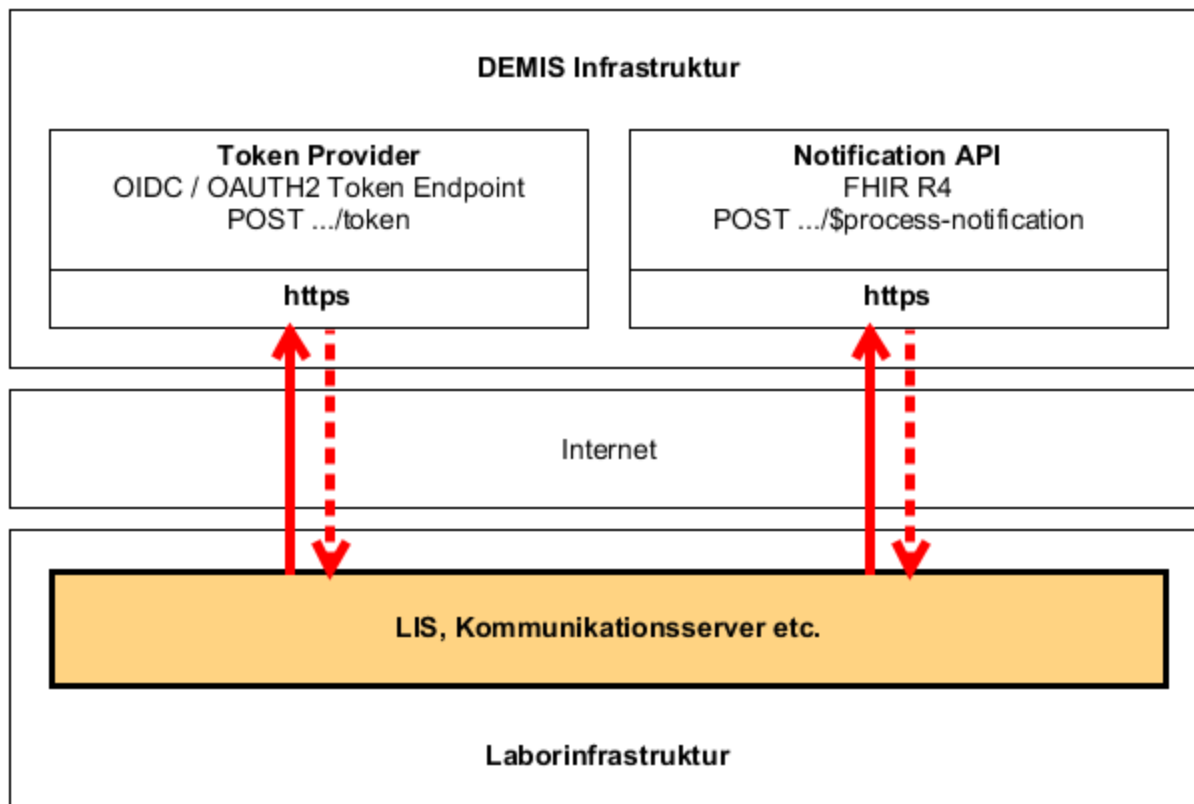 DEMIS Infrastruktur
Token Provider
OIDC / OAUTH2 Token Endpoint
POST .../token
https
Notification API
FHIR R4
POST .../$process-notification
https
Internet
LIS, Kommunikationsserver etc.
Laborinfrastruktur